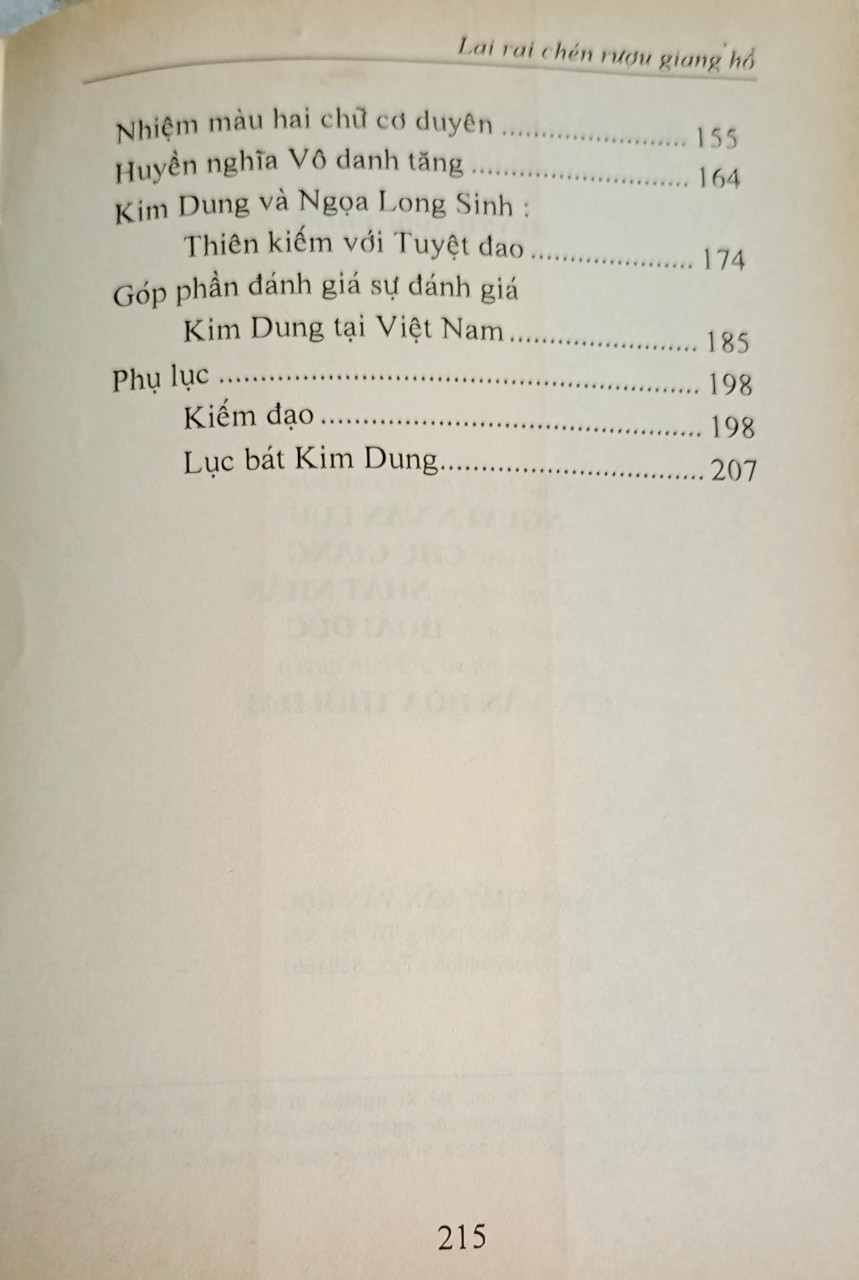 Lai rai chén rượu giang hồ
Nhiệm màu hai chữ cơ duyên ............................ 155
Huyền nghĩa Vô danh tăng ................................. 164
Kim Dung và Ngọa Long Sinh :
Thiên kiếm với Tuyệt đao ........................ 174
Góp phần đánh giá sự đánh giá
Kim Dung tại Việt Nam ............................ 185
Phụ lục ........................................................... 198
Kiếm đạo .................................................. 198
Lục bát Kim Dung.................................... 207
215